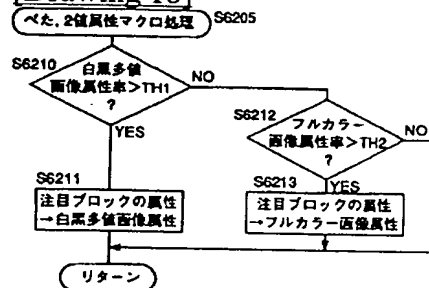 べた，2値属性マクロ処理
S6205
S6210
白黒多値
画像属性率>TH1
?
NO
YES
S6212
フルカラー
画像属性率>TH2
?
NO
YES
S6211
注目ブロックの属性
→白黒多値画像属性
S6213
注目ブロックの属性
→フルカラー画像属性
リターン